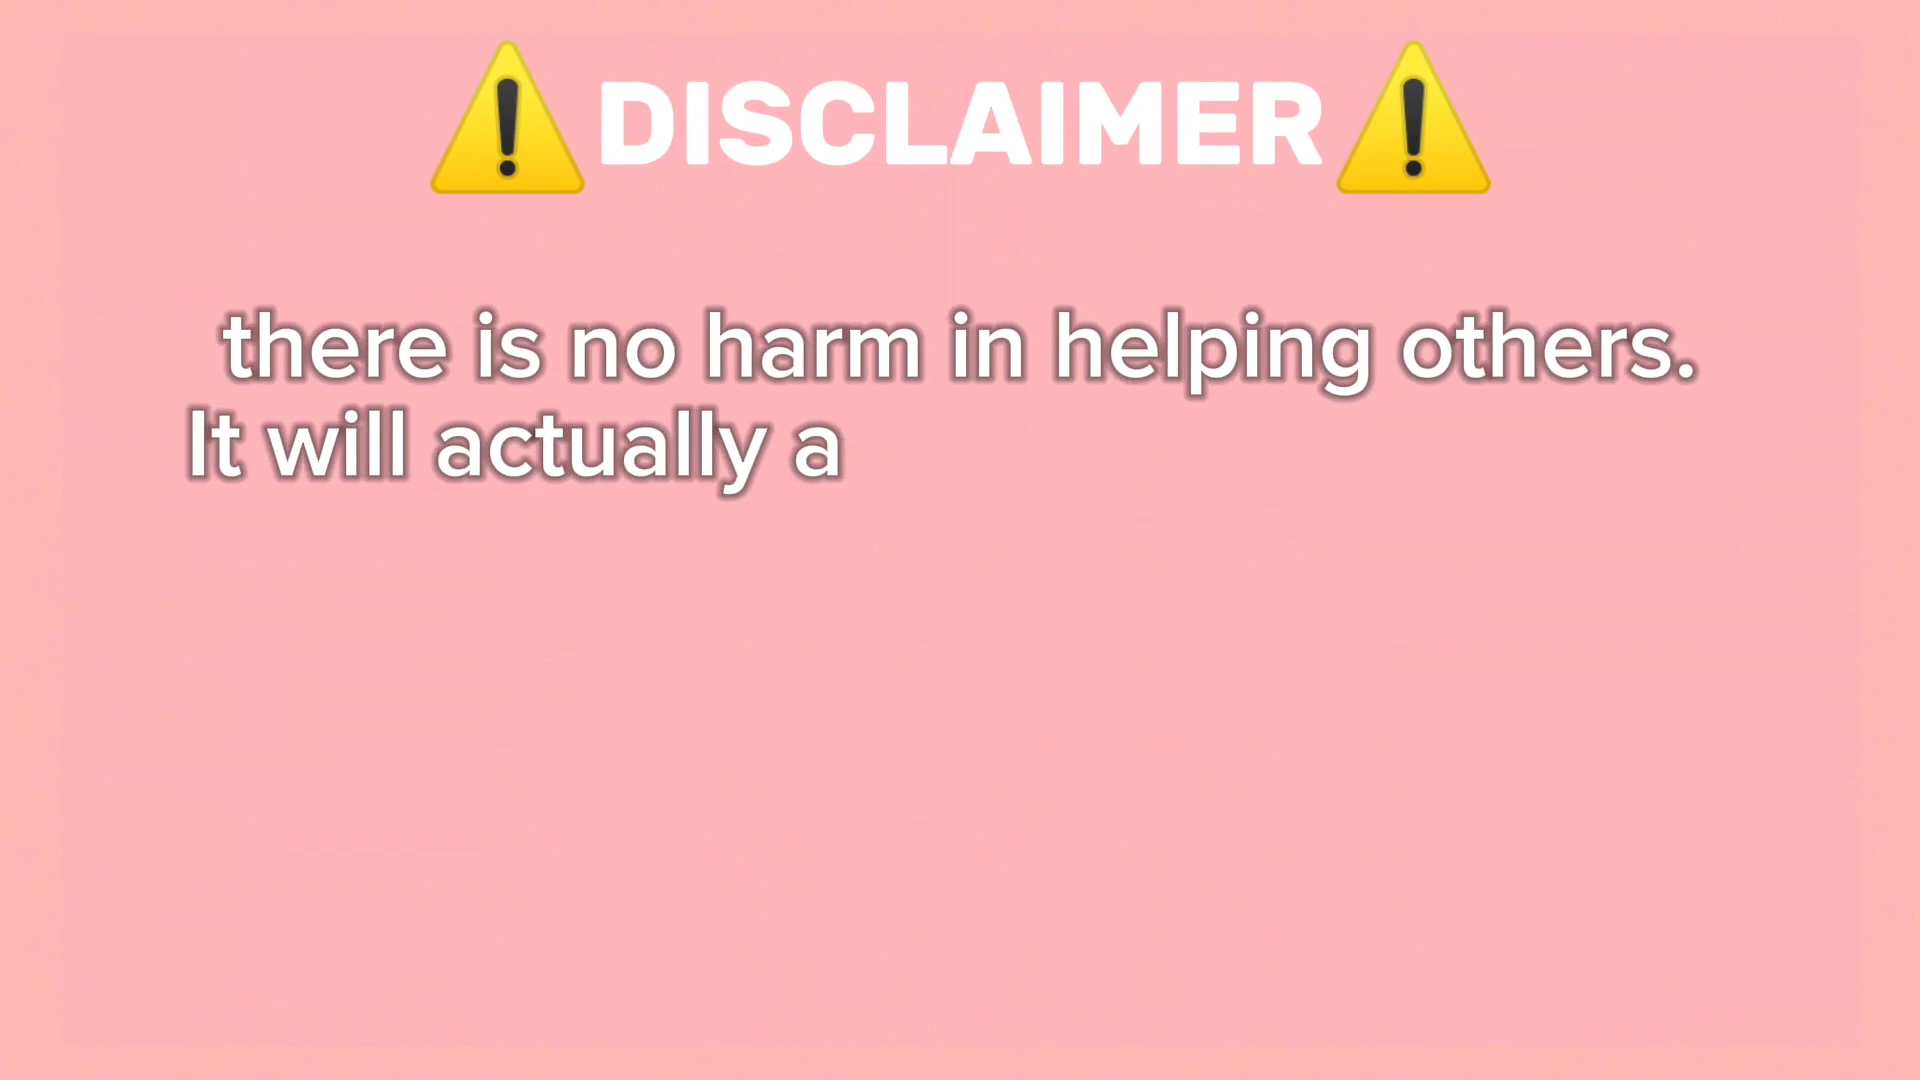 ⚠️DISCLAIMER⚠️
there is no harm in helping others.
It will actually a